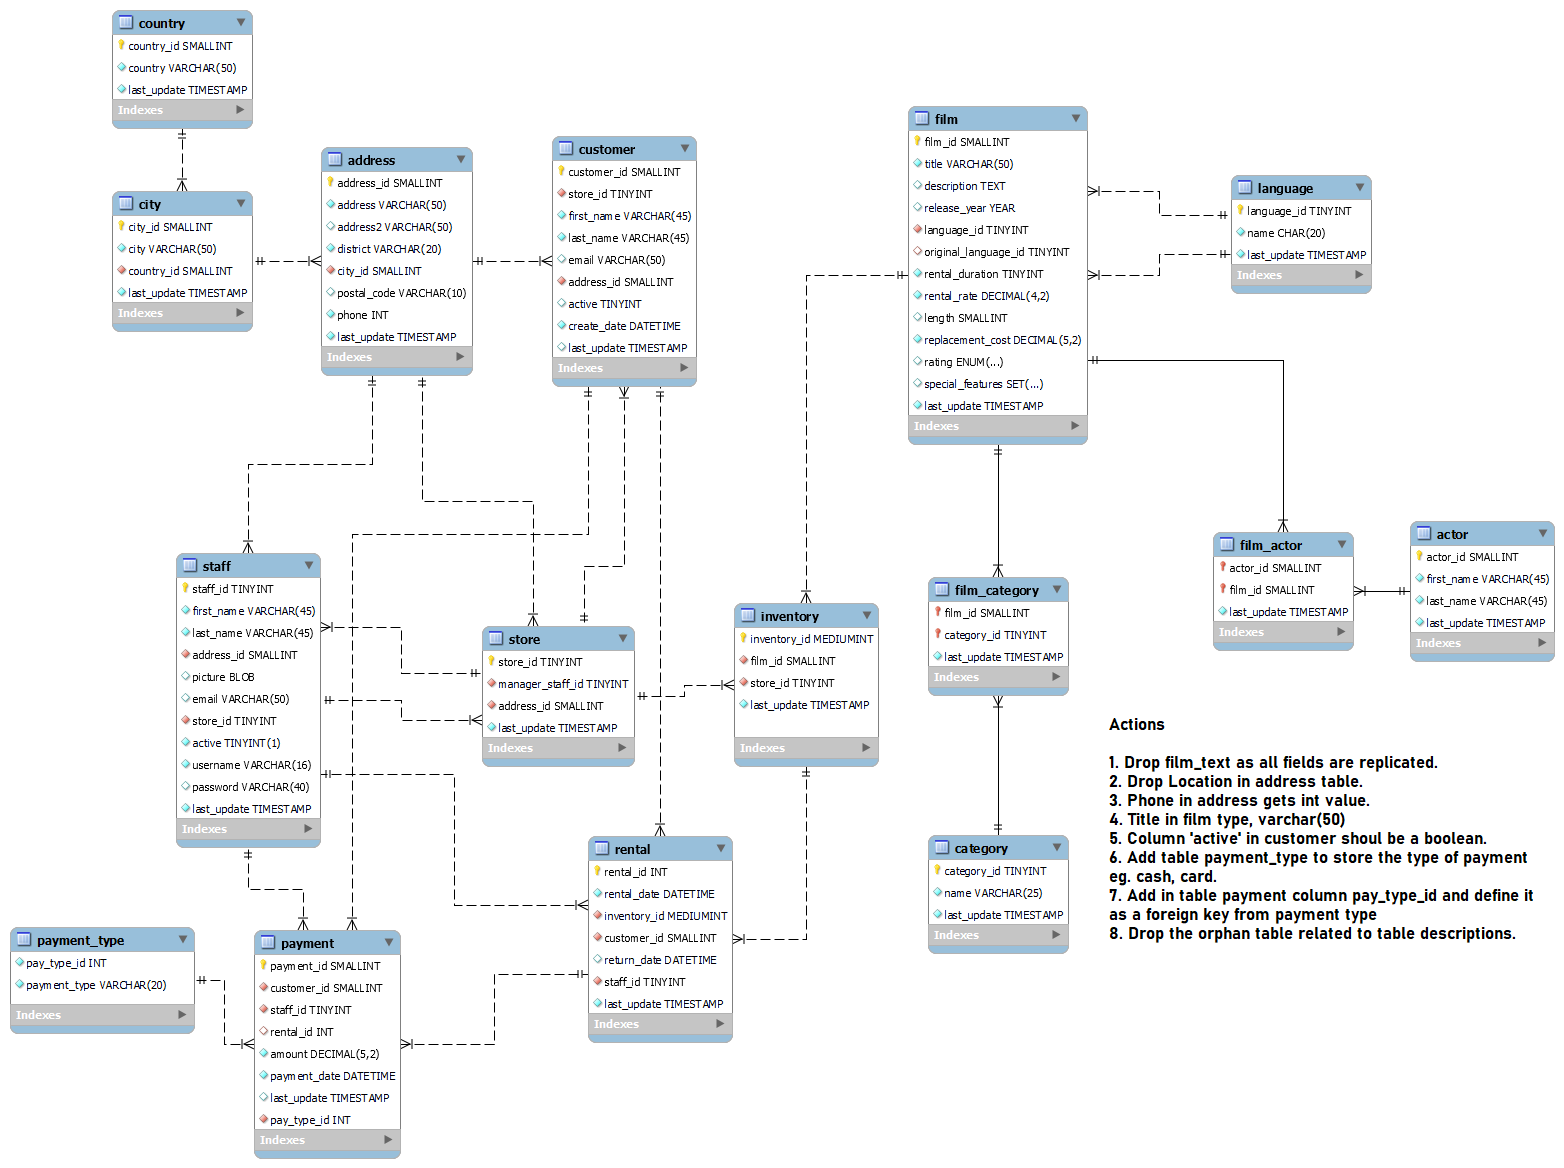 country
country_id SMALLINT
country VARCHAR(50)
last_update TIMESTAMP
Indexes
city
city_id SMALLINT
city VARCHAR(50)
country_id SMALLINT
last_update TIMESTAMP
Indexes
address
address_id SMALLINT
address VARCHAR(50)
address2 VARCHAR(50)
district VARCHAR(20)
city_id SMALLINT
postal_code VARCHAR(10)
phone INT
last_update TIMESTAMP
Indexes
customer
customer_id SMALLINT
store_id TINYINT
first_name VARCHAR(45)
last_name VARCHAR(45)
email VARCHAR(50)
address_id SMALLINT
active TINYINT
create_date DATETIME
last_update TIMESTAMP
Indexes
film
film_id SMALLINT
title VARCHAR(50)
description TEXT
release_year YEAR
language_id TINYINT
original_language_id TINYINT
rental_duration TINYINT
rental_rate DECIMAL(4,2)
length SMALLINT
replacement_cost DECIMAL(5,2)
rating ENUM(...)
special_features SET(...)
last_update TIMESTAMP
Indexes
language
language_id TINYINT
name CHAR(20)
last_update TIMESTAMP
Indexes
staff
staff_id TINYINT
first_name VARCHAR(45)
last_name VARCHAR(45)
address_id SMALLINT
picture BLOB
email VARCHAR(50)
store_id TINYINT
active TINYINT(1)
username VARCHAR(16)
password VARCHAR(40)
last_update TIMESTAMP
Indexes
store
store_id TINYINT
manager_staff_id TINYINT
address_id SMALLINT
last_update TIMESTAMP
Indexes
inventory
inventory_id MEDIUMINT
film_id SMALLINT
store_id TINYINT
last_update TIMESTAMP
Indexes
film_category
film_id SMALLINT
category_id TINYINT
last_update TIMESTAMP
Indexes
film_actor
actor_id SMALLINT
film_id SMALLINT
last_update TIMESTAMP
Indexes
actor
actor_id SMALLINT
first_name VARCHAR(45)
last_name VARCHAR(45)
last_update TIMESTAMP
Indexes
payment_type
pay_type_id INT
payment_type VARCHAR(20)
Indexes
payment
payment_id SMALLINT
customer_id SMALLINT
staff_id TINYINT
rental_id INT
amount DECIMAL(5,2)
payment_date DATETIME
last_update TIMESTAMP
pay_type_id INT
Indexes
rental
rental_id INT
rental_date DATETIME
inventory_id MEDIUMINT
customer_id SMALLINT
return_date DATETIME
staff_id TINYINT
last_update TIMESTAMP
Indexes
category
category_id TINYINT
name VARCHAR(25)
last_update TIMESTAMP
Indexes
Actions
1. Drop film_text as all fields are replicated.
2. Drop Location in address table.
3. Phone in address gets int value.
4. Title in film type, varchar(50)
5. Column 'active' in customer shoul be a boolean.
6. Add table payment_type to store the type of payment
eg. cash, card.
7. Add in table payment column pay_type_id and define it
as a foreign key from payment type
8. Drop the orphan table related to table descriptions.